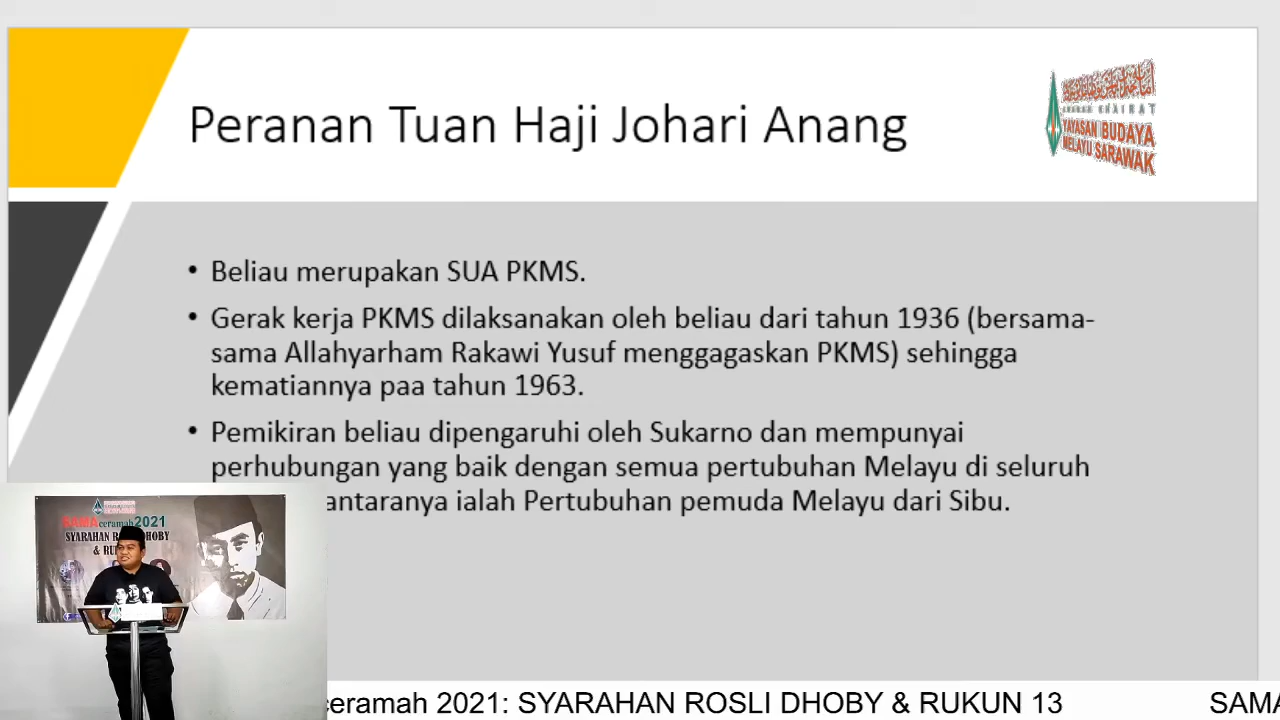 Peranan Tuan Haji Johari Anang
YAYASAN BUDAYA
MELAYU SARAWAK
• Beliau merupakan SUA PKMS.
• Gerak kerja PKMS dilaksanakan oleh beliau dari tahun 1936 (bersama-
sama Allahyarham Rakawi Yusuf menggagaskan PKMS) sehingga
kematiannya paa tahun 1963.
• Pemikiran beliau dipengaruhi oleh Sukarno dan mempunyai
perhubungan yang baik dengan semua pertubuhan Melayu di seluruh
antaranya ialah Pertubuhan pemuda Melayu dari Sibu.
SAMAceramah2021
SYARAHAN ROSLI DHOBY
ceramah 2021: SYARAHAN ROSLI DHOBY & RUKUN 13 SAMA